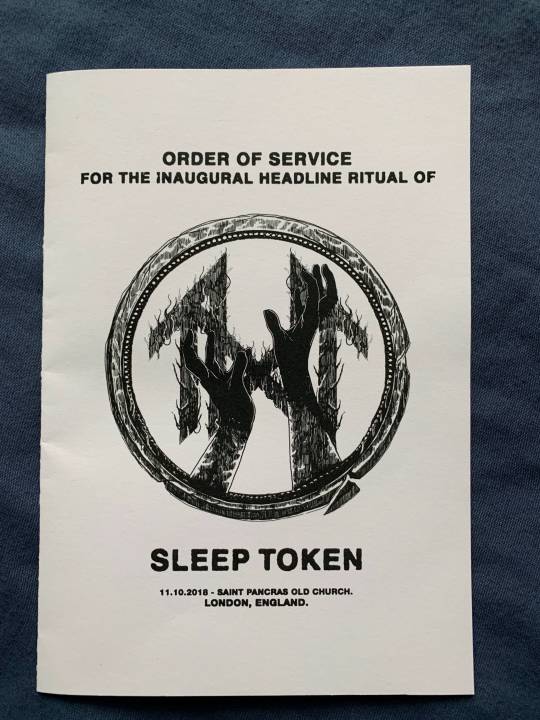 ORDER OF SERVICE
FOR THE INAUGURAL HEADLINE RITUAL OF
SLEEP TOKEN
11.10.2018 - SAINT PANCRAS OLD CHURCH.
LONDON, ENGLAND.